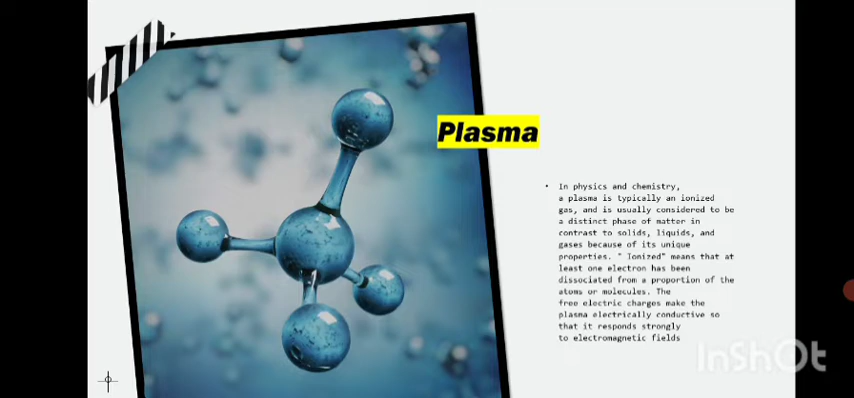 Plasma
• In physics and chemistry,
a plasma is typically an ionized
gas, and is usually considered to be
a distinct phase of matter in
contrast to solids, liquids, and
gases because of its unique
properties. " Ionized" means that at
least one electron has been
dissociated from a proportion of the
atoms or molecules. The
free electric charges make the
plasma electrically conductive so
that it responds strongly
to electromagnetic fields
InShOt